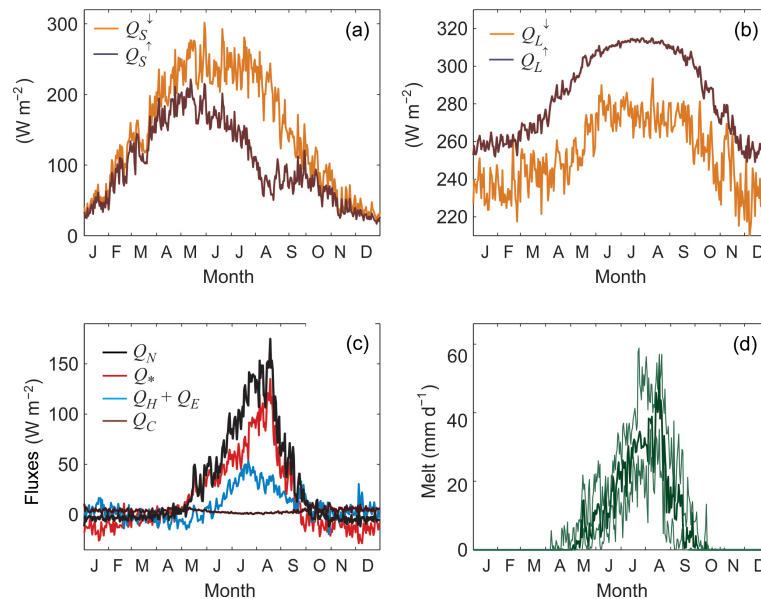 (a)
Q_S↓
Q_S↑
(W m⁻²)
300
200
100
0
J F M A M J J A S O N D
Month
(b)
Q_L↓
Q_L↑
(W m⁻²)
320
300
280
260
240
220
J F M A M J J A S O N D
Month
(c)
Q_N
Q_*
Q_H + Q_E
Q_C
Fluxes (W m⁻²)
150
100
50
0
J F M A M J J A S O N D
Month
(d)
Melt (mm d⁻¹)
60
40
20
0
J F M A M J J A S O N D
Month